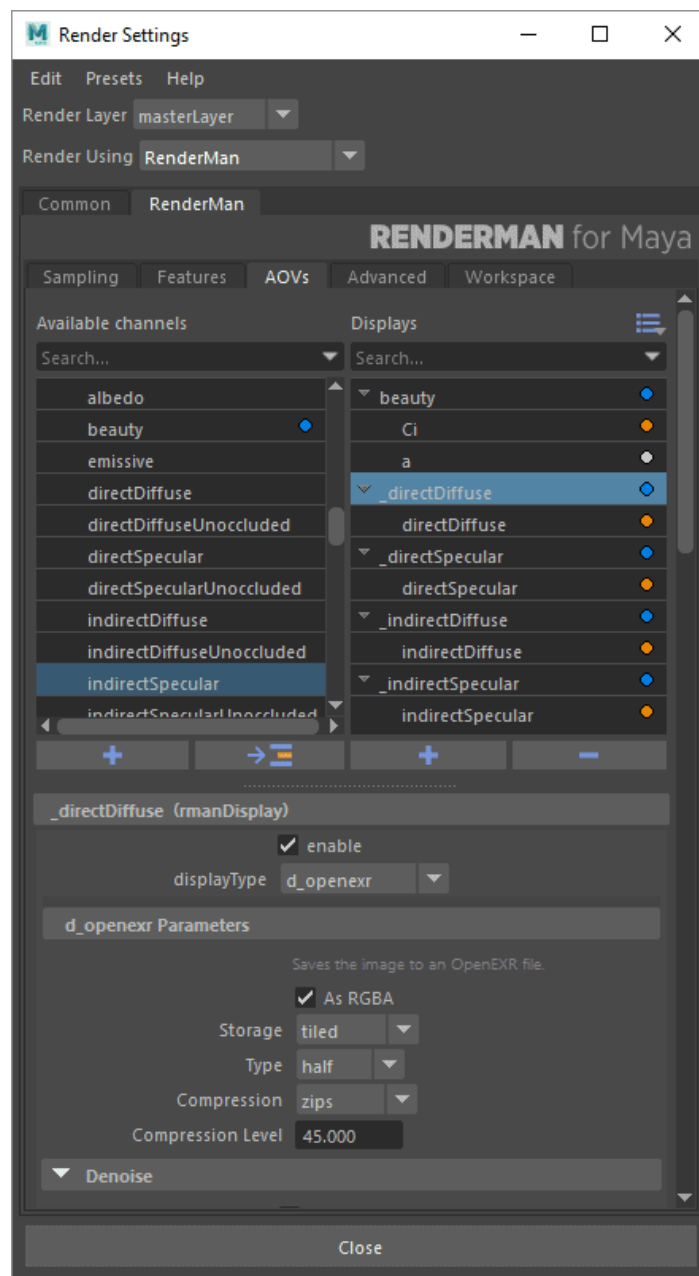 Render Settings
Edit Presets Help
Render Layer masterLayer
Render Using RenderMan
Common RenderMan
RENDERMAN for Maya
Sampling Features AOVs Advanced Workspace
Available channels Displays
Search... Search...
albedo beauty
beauty Ci
emissive a
directDiffuse _directDiffuse
directDiffuseUnoccluded directDiffuse
directSpecular _directSpecular
directSpecularUnoccluded directSpecular
indirectDiffuse _indirectDiffuse
indirectDiffuseUnoccluded indirectDiffuse
indirectSpecular _indirectSpecular
indirectSpecularUnoccluded indirectSpecular
_directDiffuse (rmanDisplay)
enable
displayType d_openexr
d_openexr Parameters
Saves the image to an OpenEXR file.
As RGBA
Storage tiled
Type half
Compression zips
Compression Level 45.000
Denoise
Close